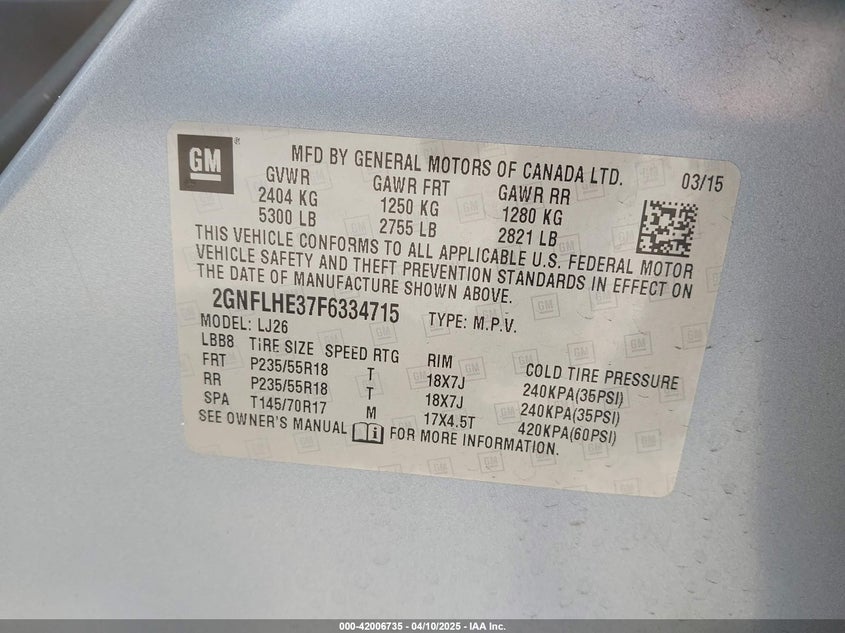 GM ®
MFD BY GENERAL MOTORS OF CANADA LTD. 03/15
GVWR GAWR FRT GAWR RR
2404 KG 1250 KG 1280 KG
5300 LB 2755 LB 2821 LB
THIS VEHICLE CONFORMS TO ALL APPLICABLE U.S. FEDERAL MOTOR
VEHICLE SAFETY AND THEFT PREVENTION STANDARDS IN EFFECT ON
THE DATE OF MANUFACTURE SHOWN ABOVE.
2GNFLHE37F6334715 TYPE: M.P.V.
MODEL: LJ26
LBB8 TIRE SIZE SPEED RTG RIM COLD TIRE PRESSURE
FRT P235/55R18 T 18X7J 240KPA(35PSI)
RR P235/55R18 T 18X7J 240KPA(35PSI)
SPA T145/70R17 M 17X4.5T 420KPA(60PSI)
SEE OWNER'S MANUAL FOR MORE INFORMATION.
000-42006735 - 04/10/2025 - IAA Inc.